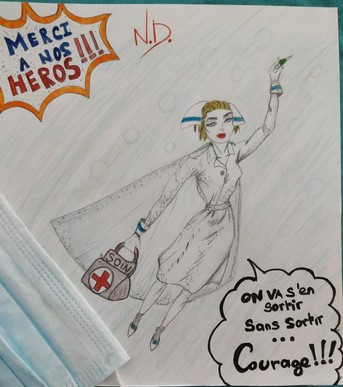 MERCI
A NOS
HEROS!!!
N.D.
SOIN
ON VA S'en
Sortir
Sans Sortir
...
Courage!!!